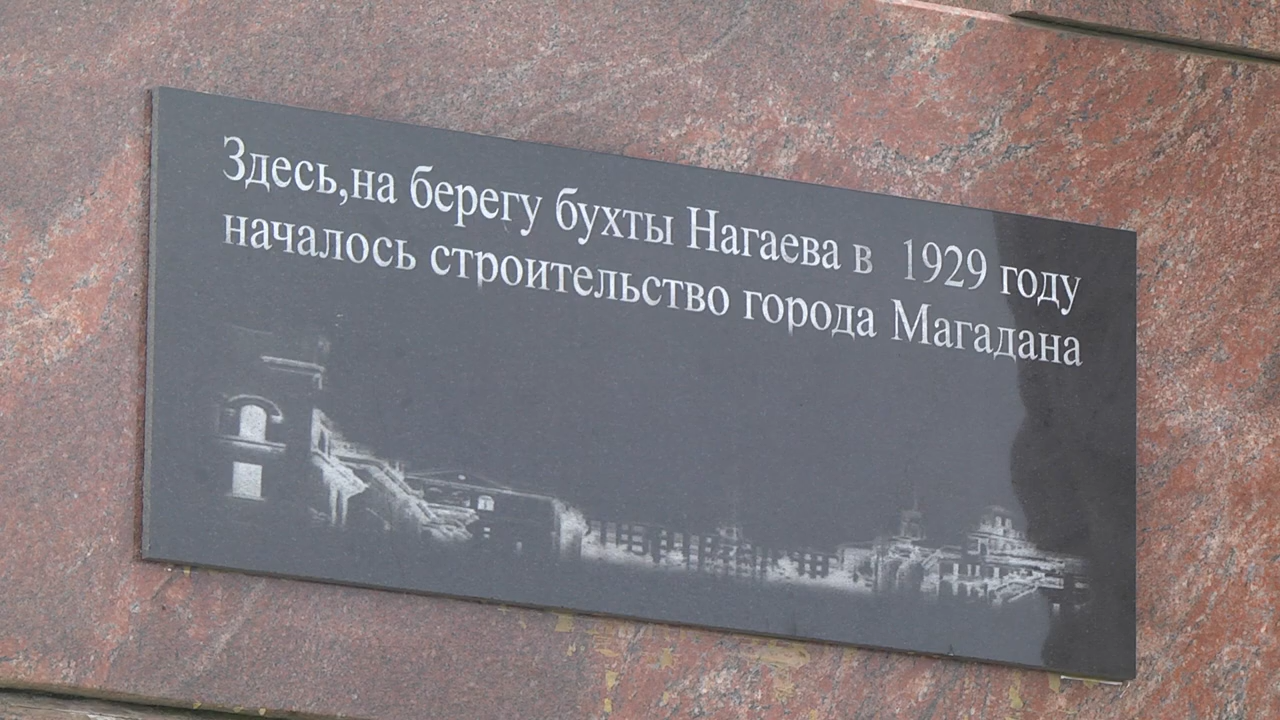 Здесь,на берегу бухты Нагаева в 1929 году
началось строительство города Магадана